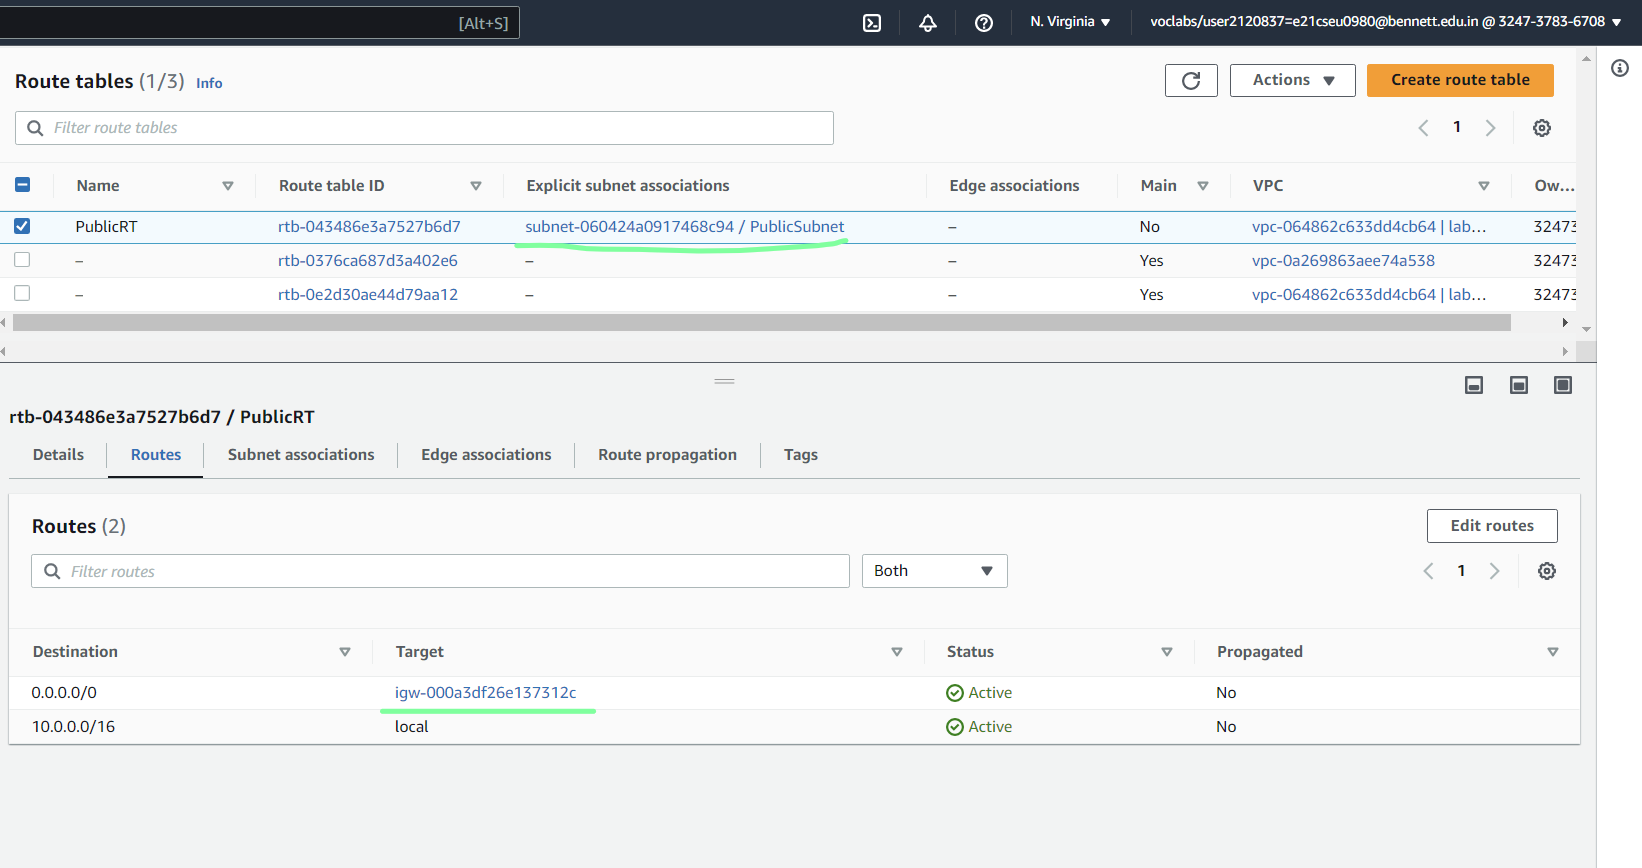 [Alt+S] N. Virginia voclabs/user2120837=e21cseu0980@bennett.edu.in @ 3247-3783-6708
Route tables (1/3) Info Actions Create route table
Filter route tables 1
Name Route table ID Explicit subnet associations Edge associations Main VPC Ow...
PublicRT rtb-043486e3a7527b6d7 subnet-060424a0917468c94 / PublicSubnet – No vpc-064862c633dd4cb64 | lab... 32473
– rtb-0376ca687d3a402e6 – – Yes vpc-0a269863aee74a538 32473
– rtb-0e2d30ae44d79aa12 – – Yes vpc-064862c633dd4cb64 | lab... 32473
rtb-043486e3a7527b6d7 / PublicRT
Details Routes Subnet associations Edge associations Route propagation Tags
Routes (2) Edit routes
Filter routes Both 1
Destination Target Status Propagated
0.0.0.0/0 igw-000a3df26e137312c Active No
10.0.0.0/16 local Active No